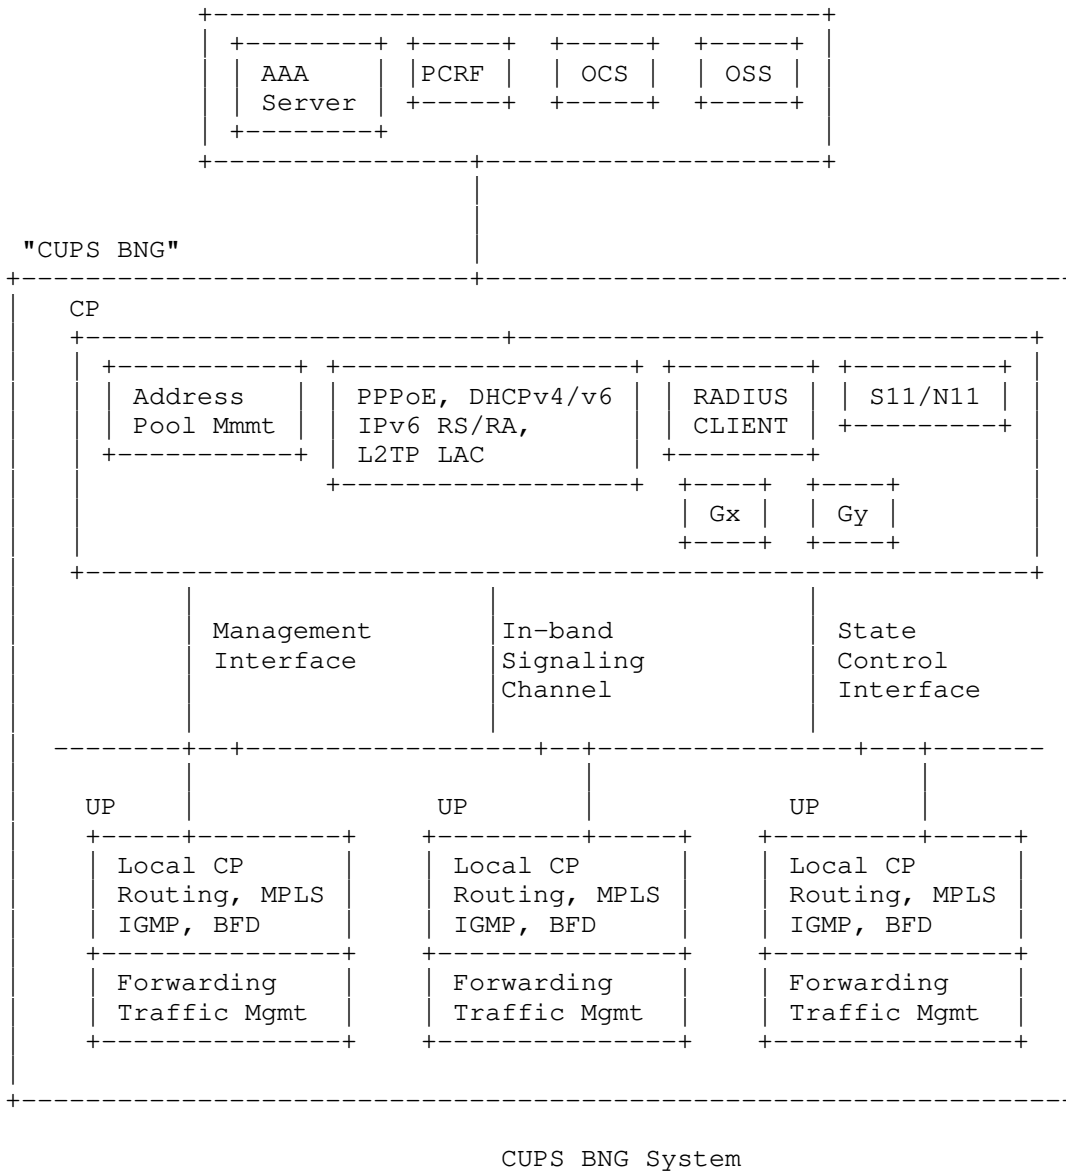 AAA PCRF OCS OSS
Server
"CUPS BNG"
CP
Address PPPoE, DHCPv4/v6 RADIUS S11/N11
Pool Mmmt IPv6 RS/RA, CLIENT
L2TP LAC
Gx Gy
Management In-band State
Interface Signaling Control
Channel Interface
UP UP UP
Local CP Local CP Local CP
Routing, MPLS Routing, MPLS Routing, MPLS
IGMP, BFD IGMP, BFD IGMP, BFD
Forwarding Forwarding Forwarding
Traffic Mgmt Traffic Mgmt Traffic Mgmt
CUPS BNG System